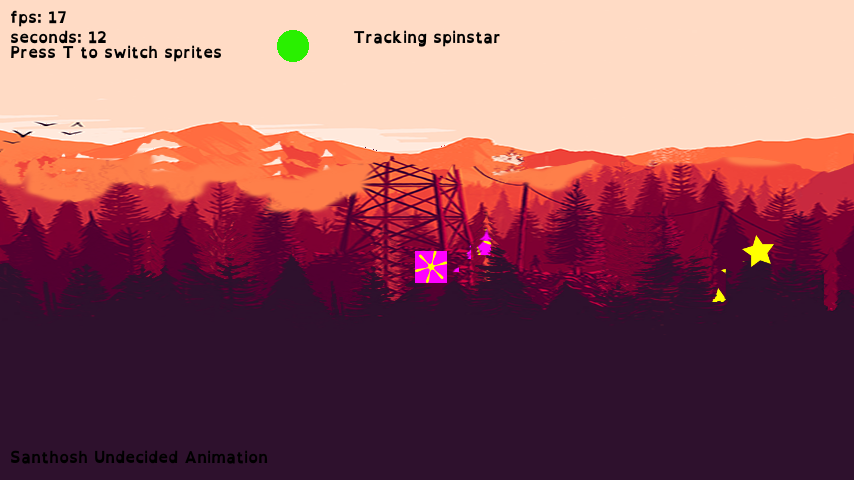 fps: 17
seconds: 12
Tracking spinstar
Press T to switch sprites
Santhosh Undecided Animation